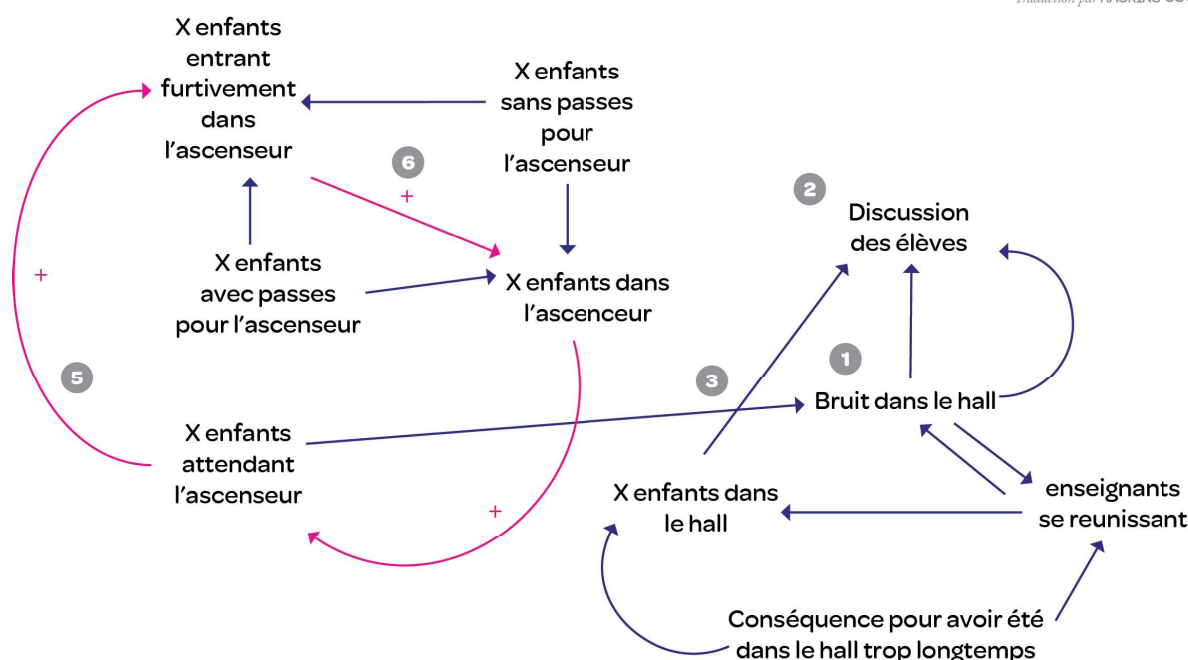 Traduction par
X enfants
entrant
furtivement
dans
l'ascenseur
X enfants
sans passes
pour
l'ascenseur
6
+
2
Discussion
des élèves
+
X enfants
avec passes
pour l'ascenseur
X enfants dans
l'ascenceur
5
3
1
Bruit dans le hall
X enfants
attendant
l'ascenseur
+
X enfants dans
le hall
enseignants
se reunissant
Conséquence pour avoir été
dans le hall trop longtemps